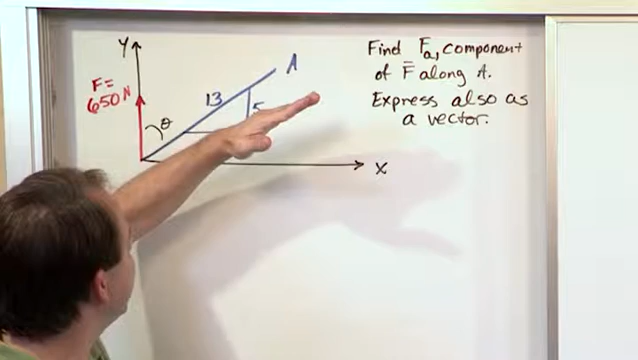 Y
A
F=
650 N
13
5
θ
X
Find Fa, component
of F̄ along A.
Express also as
a vector.